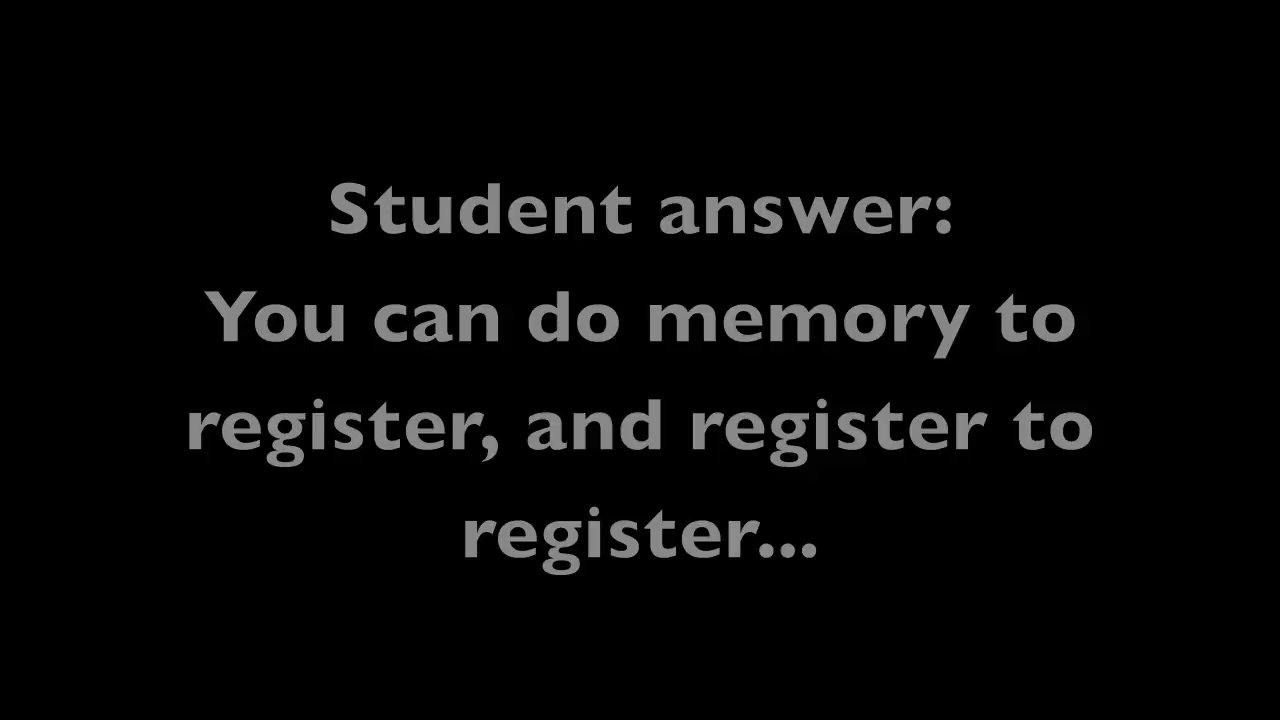 Student answer:
You can do memory to
register, and register to
register...